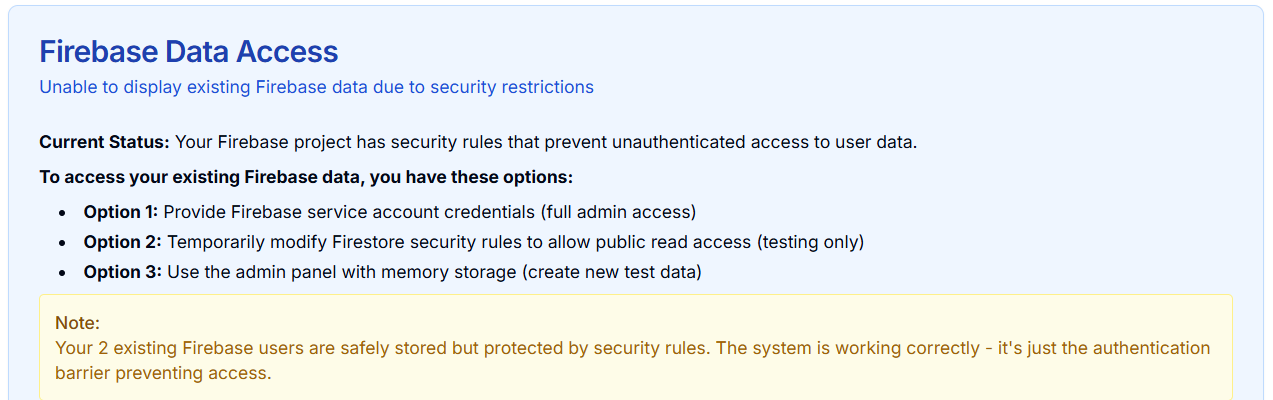 Firebase Data Access
Unable to display existing Firebase data due to security restrictions
Current Status: Your Firebase project has security rules that prevent unauthenticated access to user data.
To access your existing Firebase data, you have these options:
• Option 1: Provide Firebase service account credentials (full admin access)
• Option 2: Temporarily modify Firestore security rules to allow public read access (testing only)
• Option 3: Use the admin panel with memory storage (create new test data)
Note:
Your 2 existing Firebase users are safely stored but protected by security rules. The system is working correctly - it's just the authentication
barrier preventing access.